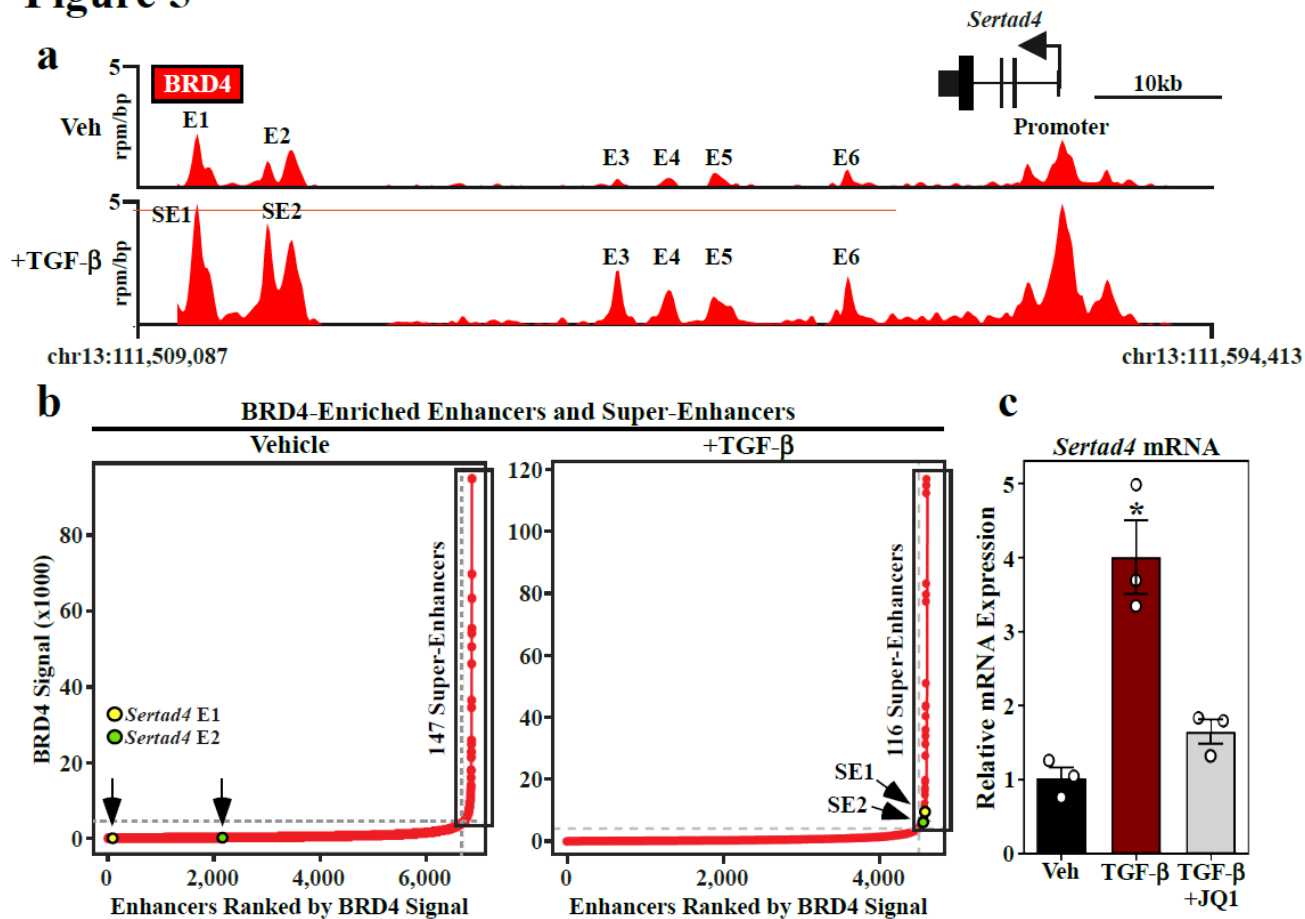 Figure 5
a
Sertad4
10kb
5
rpm/bp
BRD4
Veh
E1
E2
E3
E4
E5
E6
Promoter
5
rpm/bp
+TGF-β
SE1
SE2
E3
E4
E5
E6
chr13:111,509,087
chr13:111,594,413
b
BRD4-Enriched Enhancers and Super-Enhancers
Vehicle
+TGF-β
BRD4 Signal (x1000)
80
60
40
20
0
147 Super-Enhancers
Sertad4 E1
Sertad4 E2
0
2,000
4,000
6,000
Enhancers Ranked by BRD4 Signal
120
100
80
60
40
20
0
116 Super-Enhancers
SE1
SE2
0
2,000
4,000
Enhancers Ranked by BRD4 Signal
c
Sertad4 mRNA
Relative mRNA Expression
5
4
3
2
1
0
*
Veh
TGF-β
TGF-β
+JQ1